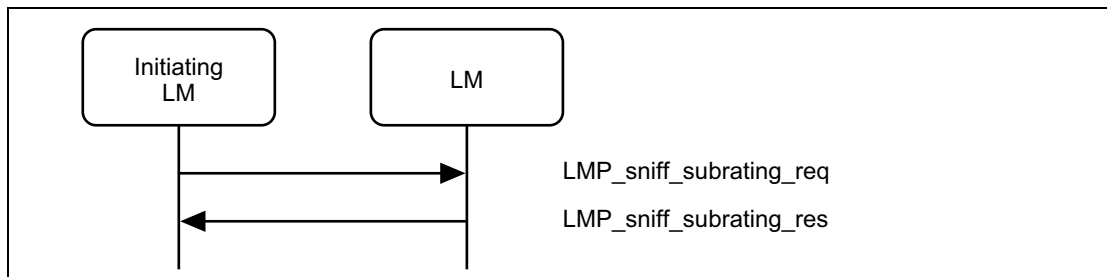 Initiating
LM
LM
LMP_sniff_subrating_req
LMP_sniff_subrating_res